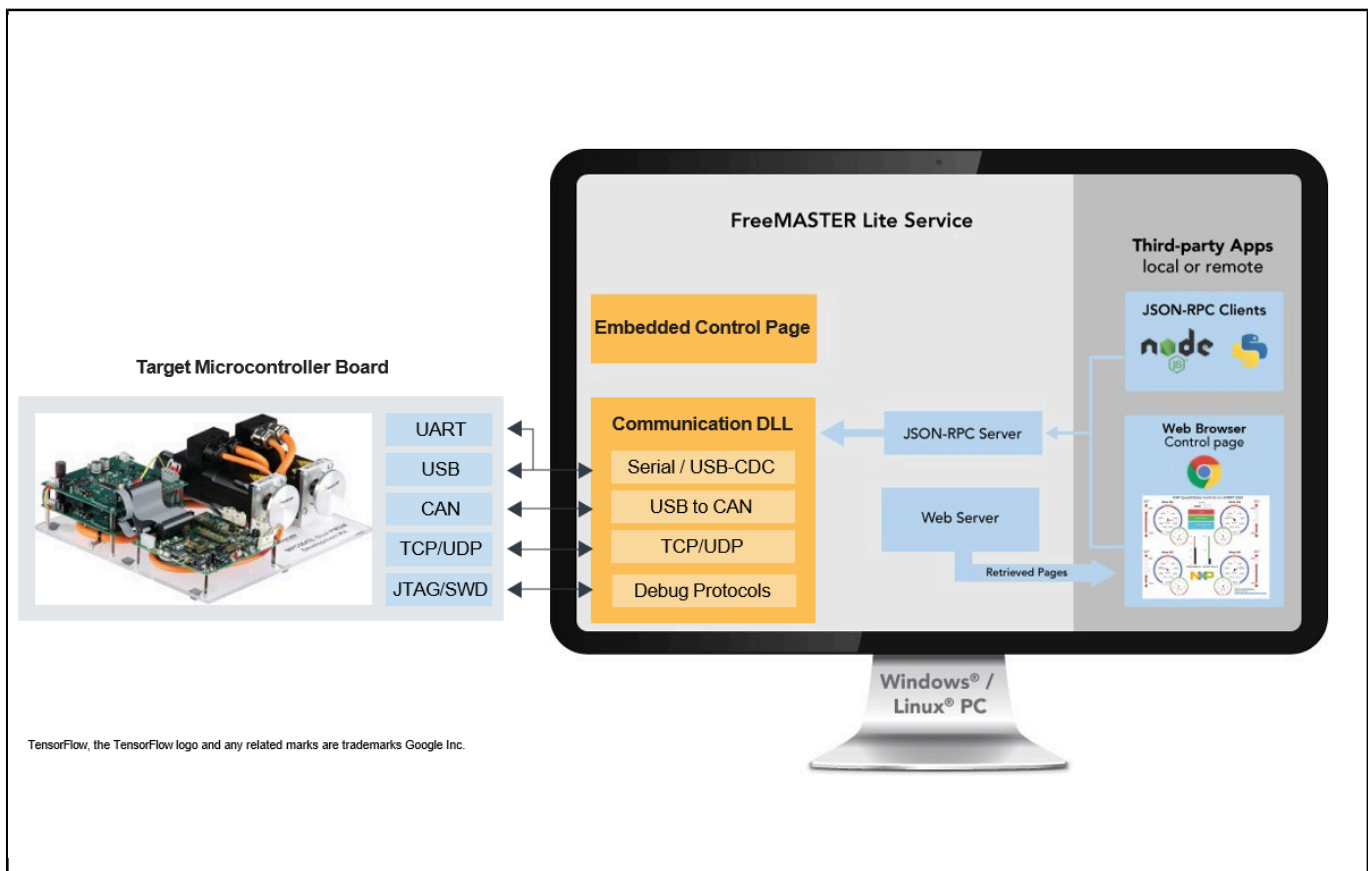 FreeMASTER Lite Service
Third-party Apps
local or remote
JSON-RPC Clients
node
JS
Embedded Control Page
Target Microcontroller Board
UART
USB
CAN
TCP/UDP
JTAG/SWD
Communication DLL
Serial / USB-CDC
USB to CAN
TCP/UDP
Debug Protocols
JSON-RPC Server
Web Server
Retrieved Pages
Web Browser
Control page
NXP
Windows® /
Linux® PC
TensorFlow, the TensorFlow logo and any related marks are trademarks Google Inc.